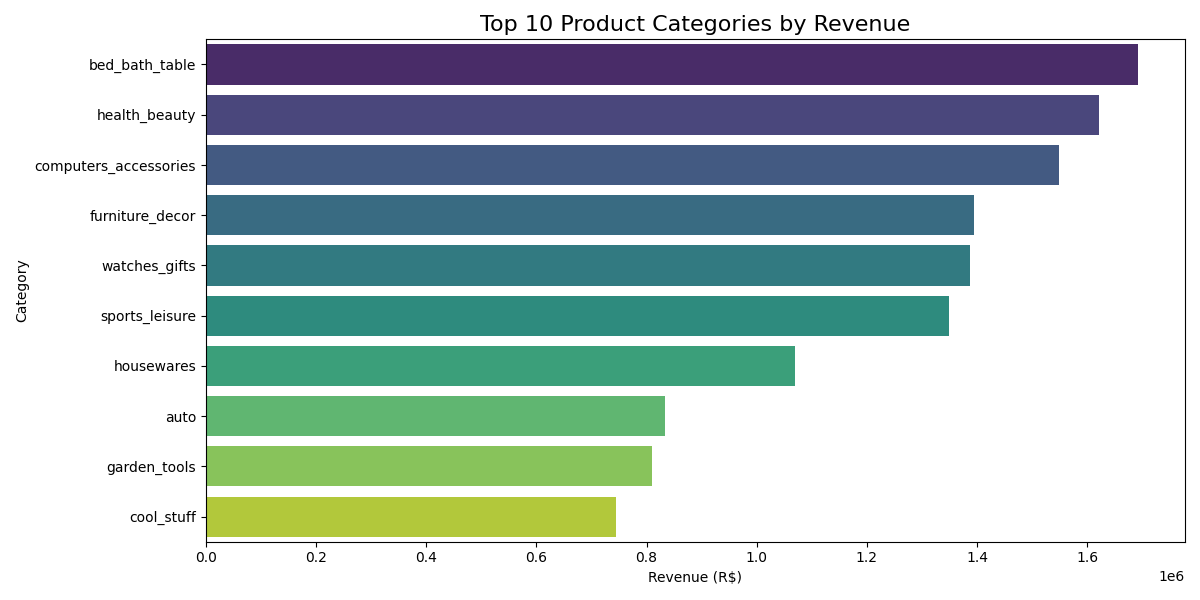 Top 10 Product Categories by Revenue
bed_bath_table
health_beauty
computers_accessories
furniture_decor
watches_gifts
sports_leisure
housewares
auto
garden_tools
cool_stuff
Category
0.0 0.2 0.4 0.6 0.8 1.0 1.2 1.4 1.6
Revenue (R$)
1e6